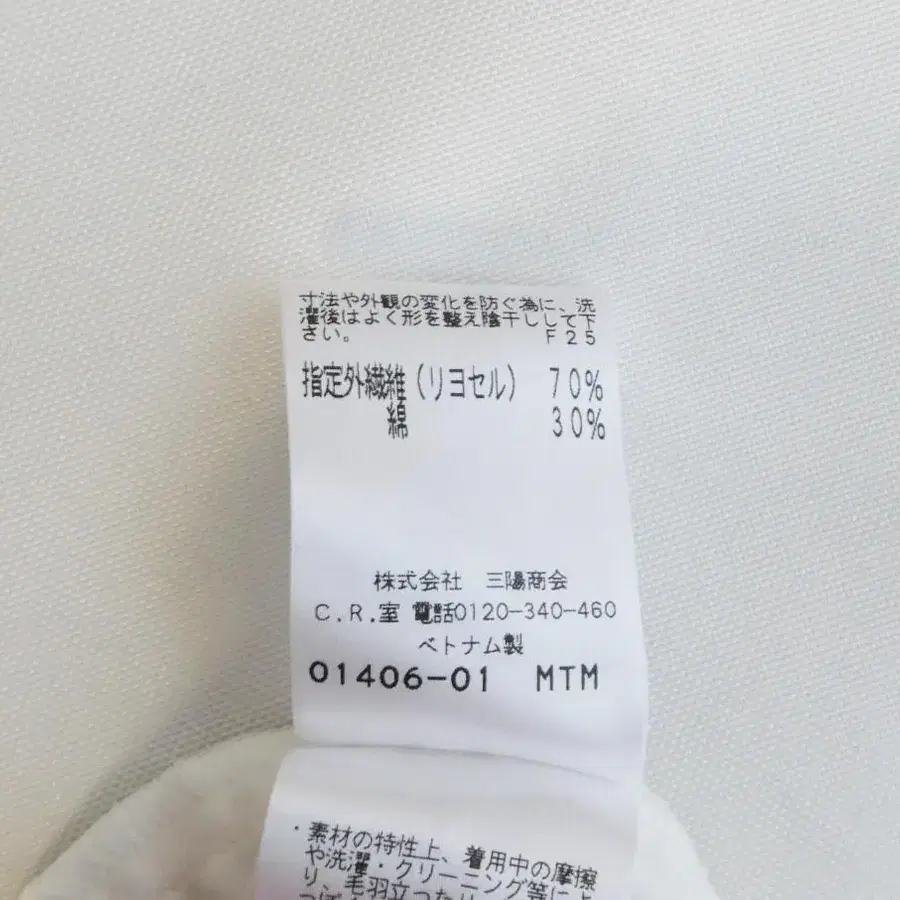 寸法や外観の変化を防ぐ為に、洗
濯後はよく形を整え陰干しして下
さい。 F25
指定外繊維(リヨセル) 70%
綿 30%
株式会社 三陽商会
C.R.室 電話0120-340-460
ベトナム製
01406-01 MTM
・素材の特性上、着用中の摩擦
や洗濯・クリーニング等によ
り、毛羽立ったり